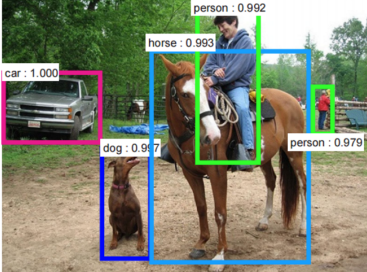 person : 0.992
horse : 0.993
car : 1.000
person : 0.979
dog : 0.997